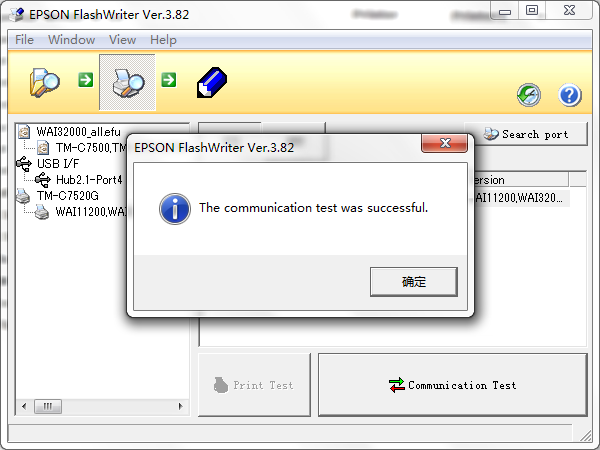 EPSON FlashWriter Ver.3.82
File Window View Help
WAI32000_all.efu
TM-C7500,TM
USB I/F
Hub2.1-Port4
TM-C7520G
WAI11200,WA
Search port
ersion
AI11200,WAI320...
EPSON FlashWriter Ver.3.82
The communication test was successful.
确定
Print Test
Communication Test